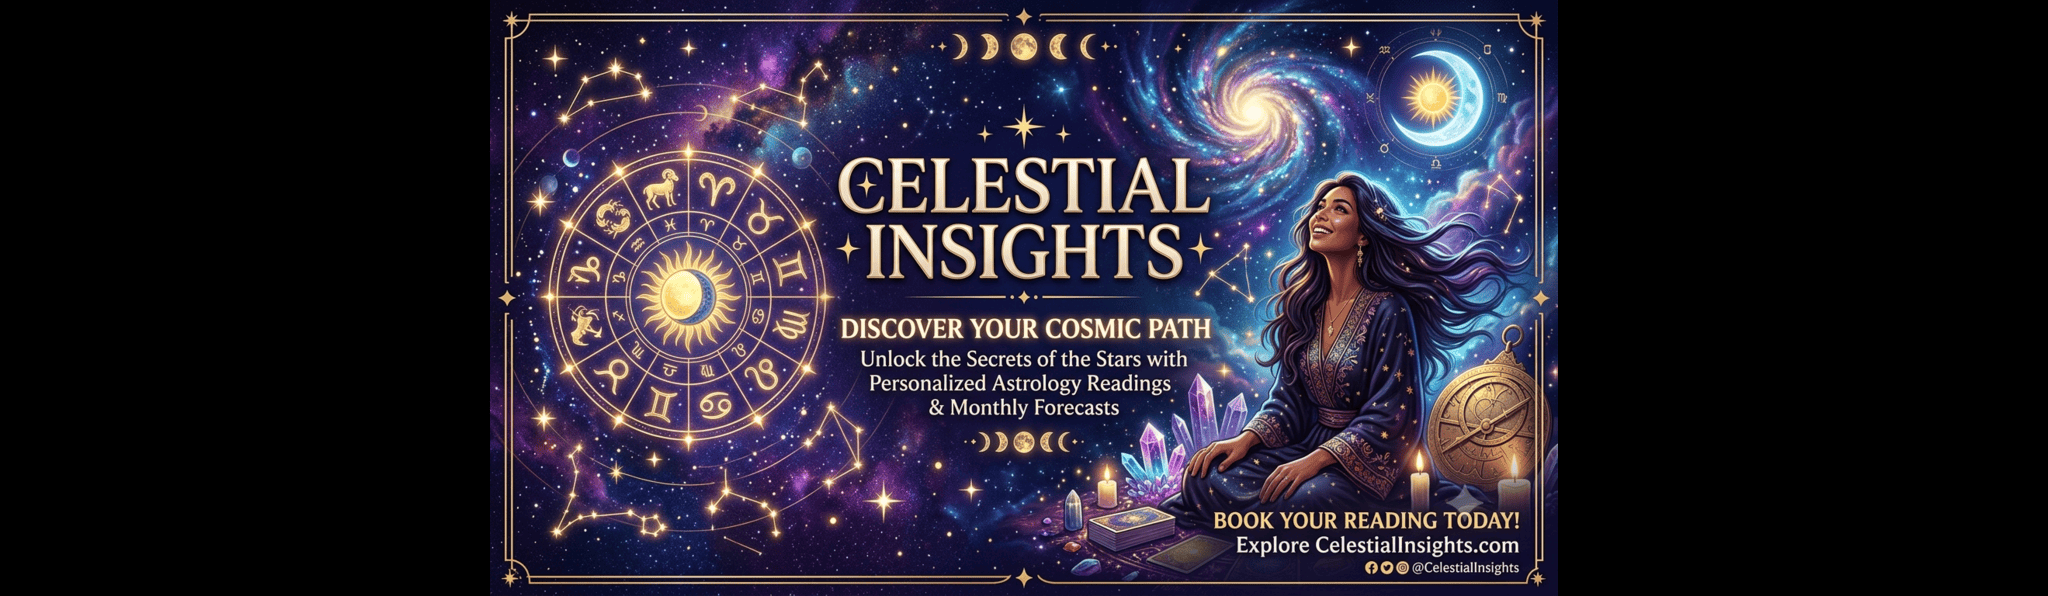 CELESTIAL
INSIGHTS
DISCOVER YOUR COSMIC PATH
Unlock the Secrets of the Stars with
Personalized Astrology Readings
& Monthly Forecasts
BOOK YOUR READING TODAY!
Explore CelestialInsights.com
@CelestialInsights